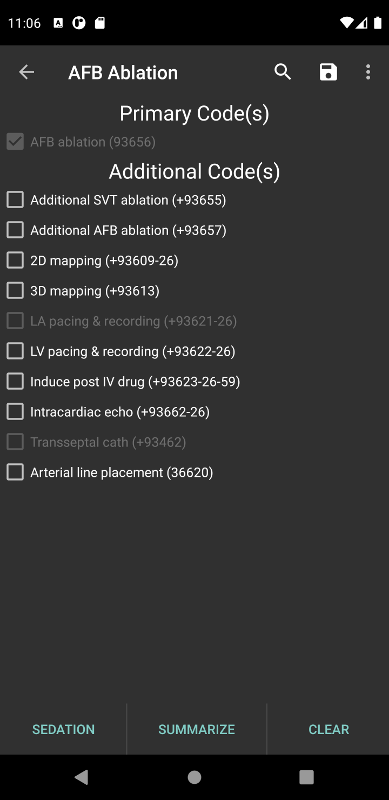 11:06
AFB Ablation
Primary Code(s)
AFB ablation (93656)
Additional Code(s)
Additional SVT ablation (+93655)
Additional AFB ablation (+93657)
2D mapping (+93609-26)
3D mapping (+93613)
LA pacing & recording (+93621-26)
LV pacing & recording (+93622-26)
Induce post IV drug (+93623-26-59)
Intracardiac echo (+93662-26)
Transseptal cath (+93462)
Arterial line placement (36620)
SEDATION SUMMARIZE CLEAR